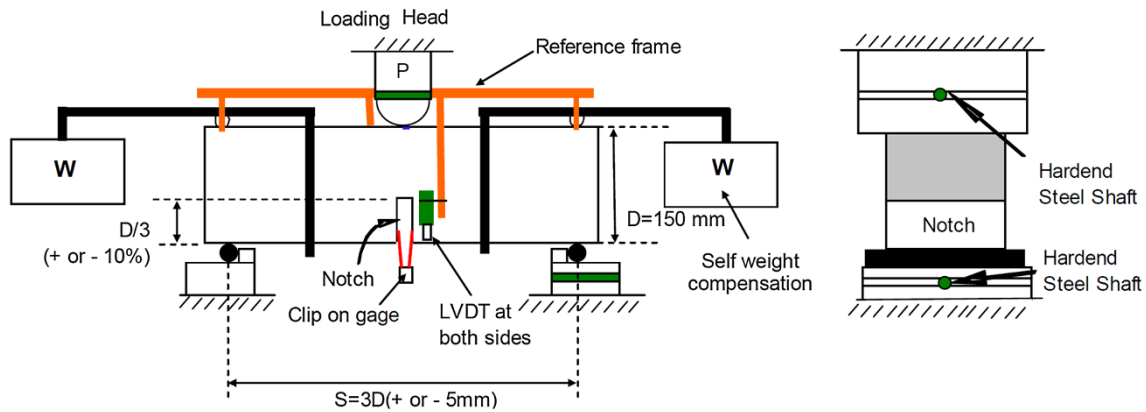 Loading Head
P
Reference frame
W
W
D/3
(+ or - 10%)
D=150 mm
Notch
Clip on gage
LVDT at
both sides
Self weight
compensation
S=3D(+ or - 5mm)
Hardend
Steel Shaft
Notch
Hardend
Steel Shaft